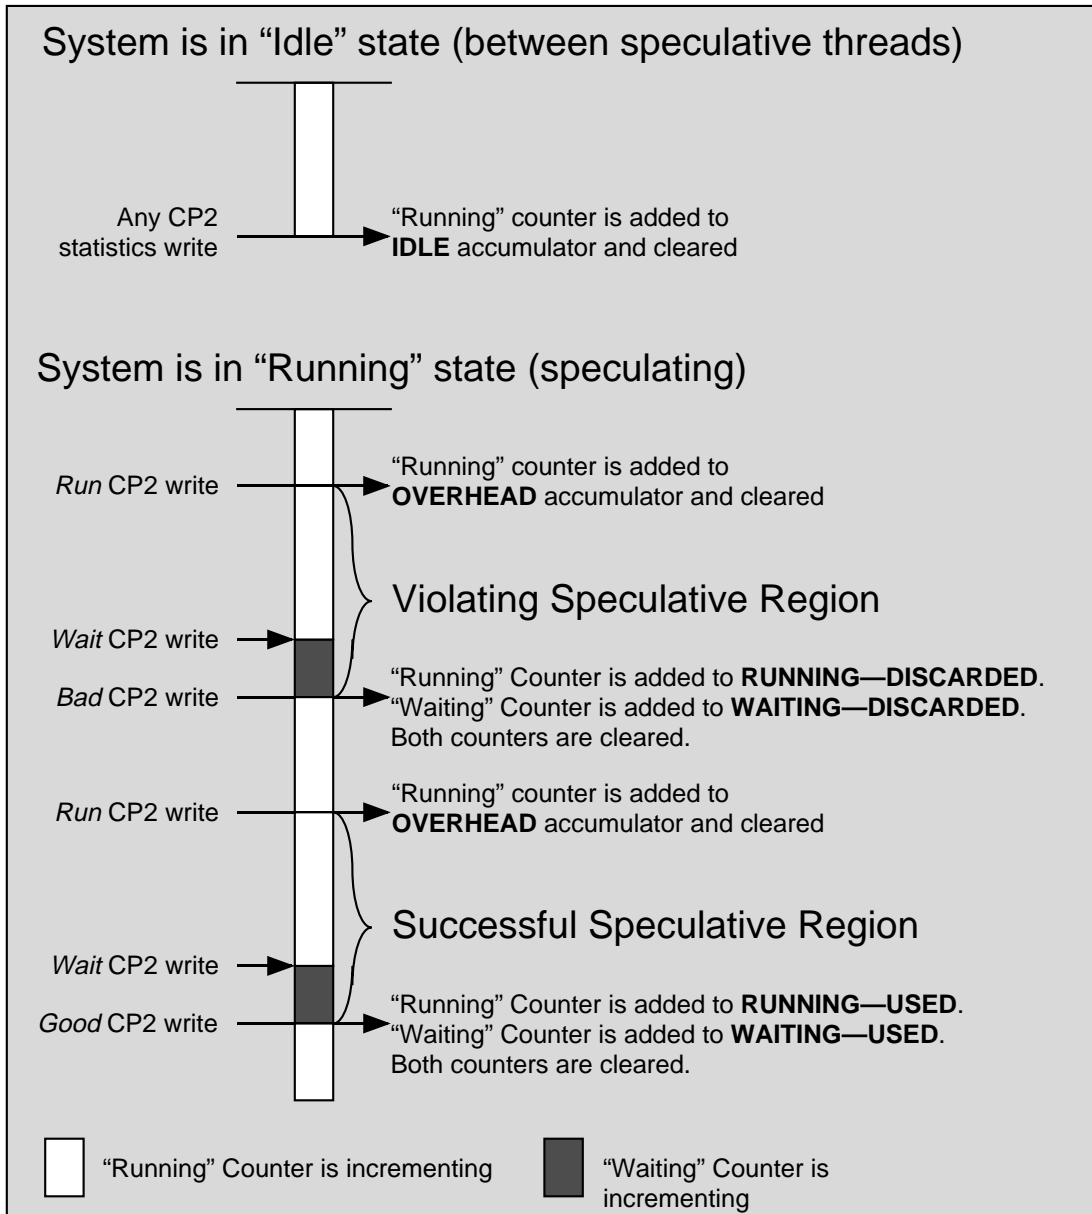 System is in “Idle” state (between speculative threads)
Any CP2
statistics write
“Running” counter is added to
IDLE accumulator and cleared
System is in “Running” state (speculating)
Run CP2 write
“Running” counter is added to
OVERHEAD accumulator and cleared
Violating Speculative Region
Wait CP2 write
Bad CP2 write
“Running” Counter is added to RUNNING—DISCARDED.
“Waiting” Counter is added to WAITING—DISCARDED.
Both counters are cleared.
Run CP2 write
“Running” counter is added to
OVERHEAD accumulator and cleared
Successful Speculative Region
Wait CP2 write
Good CP2 write
“Running” Counter is added to RUNNING—USED.
“Waiting” Counter is added to WAITING—USED.
Both counters are cleared.
“Running” Counter is incrementing
“Waiting” Counter is
incrementing